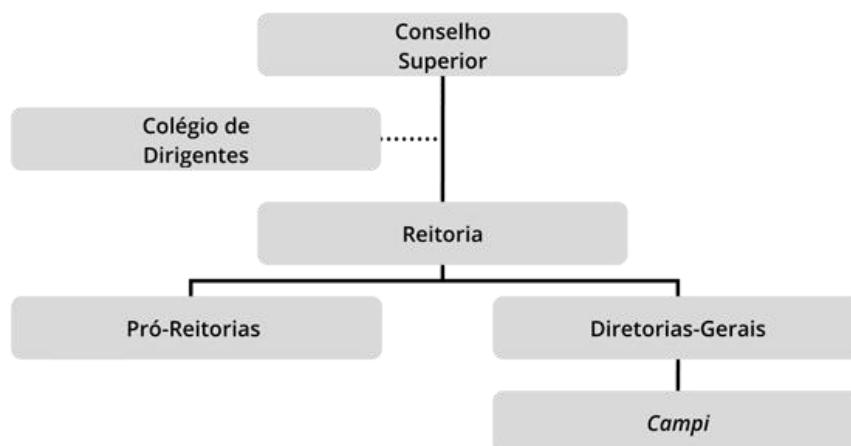 Conselho
Superior
Colégio de
Dirigentes
Reitoria
Pró-Reitorias
Diretorias-Gerais
Campi